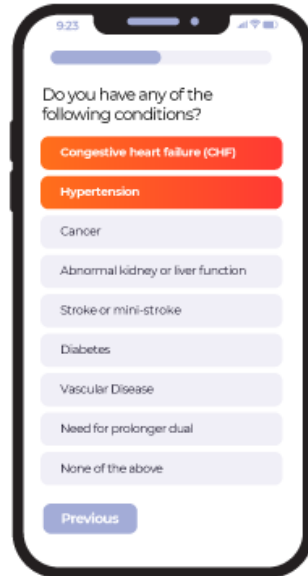 9:23
Do you have any of the
following conditions?
Congestive heart failure (CHF)
Hypertension
Cancer
Abnormal kidney or liver function
Stroke or mini-stroke
Diabetes
Vascular Disease
Need for prolonger dual
None of the above
Previous